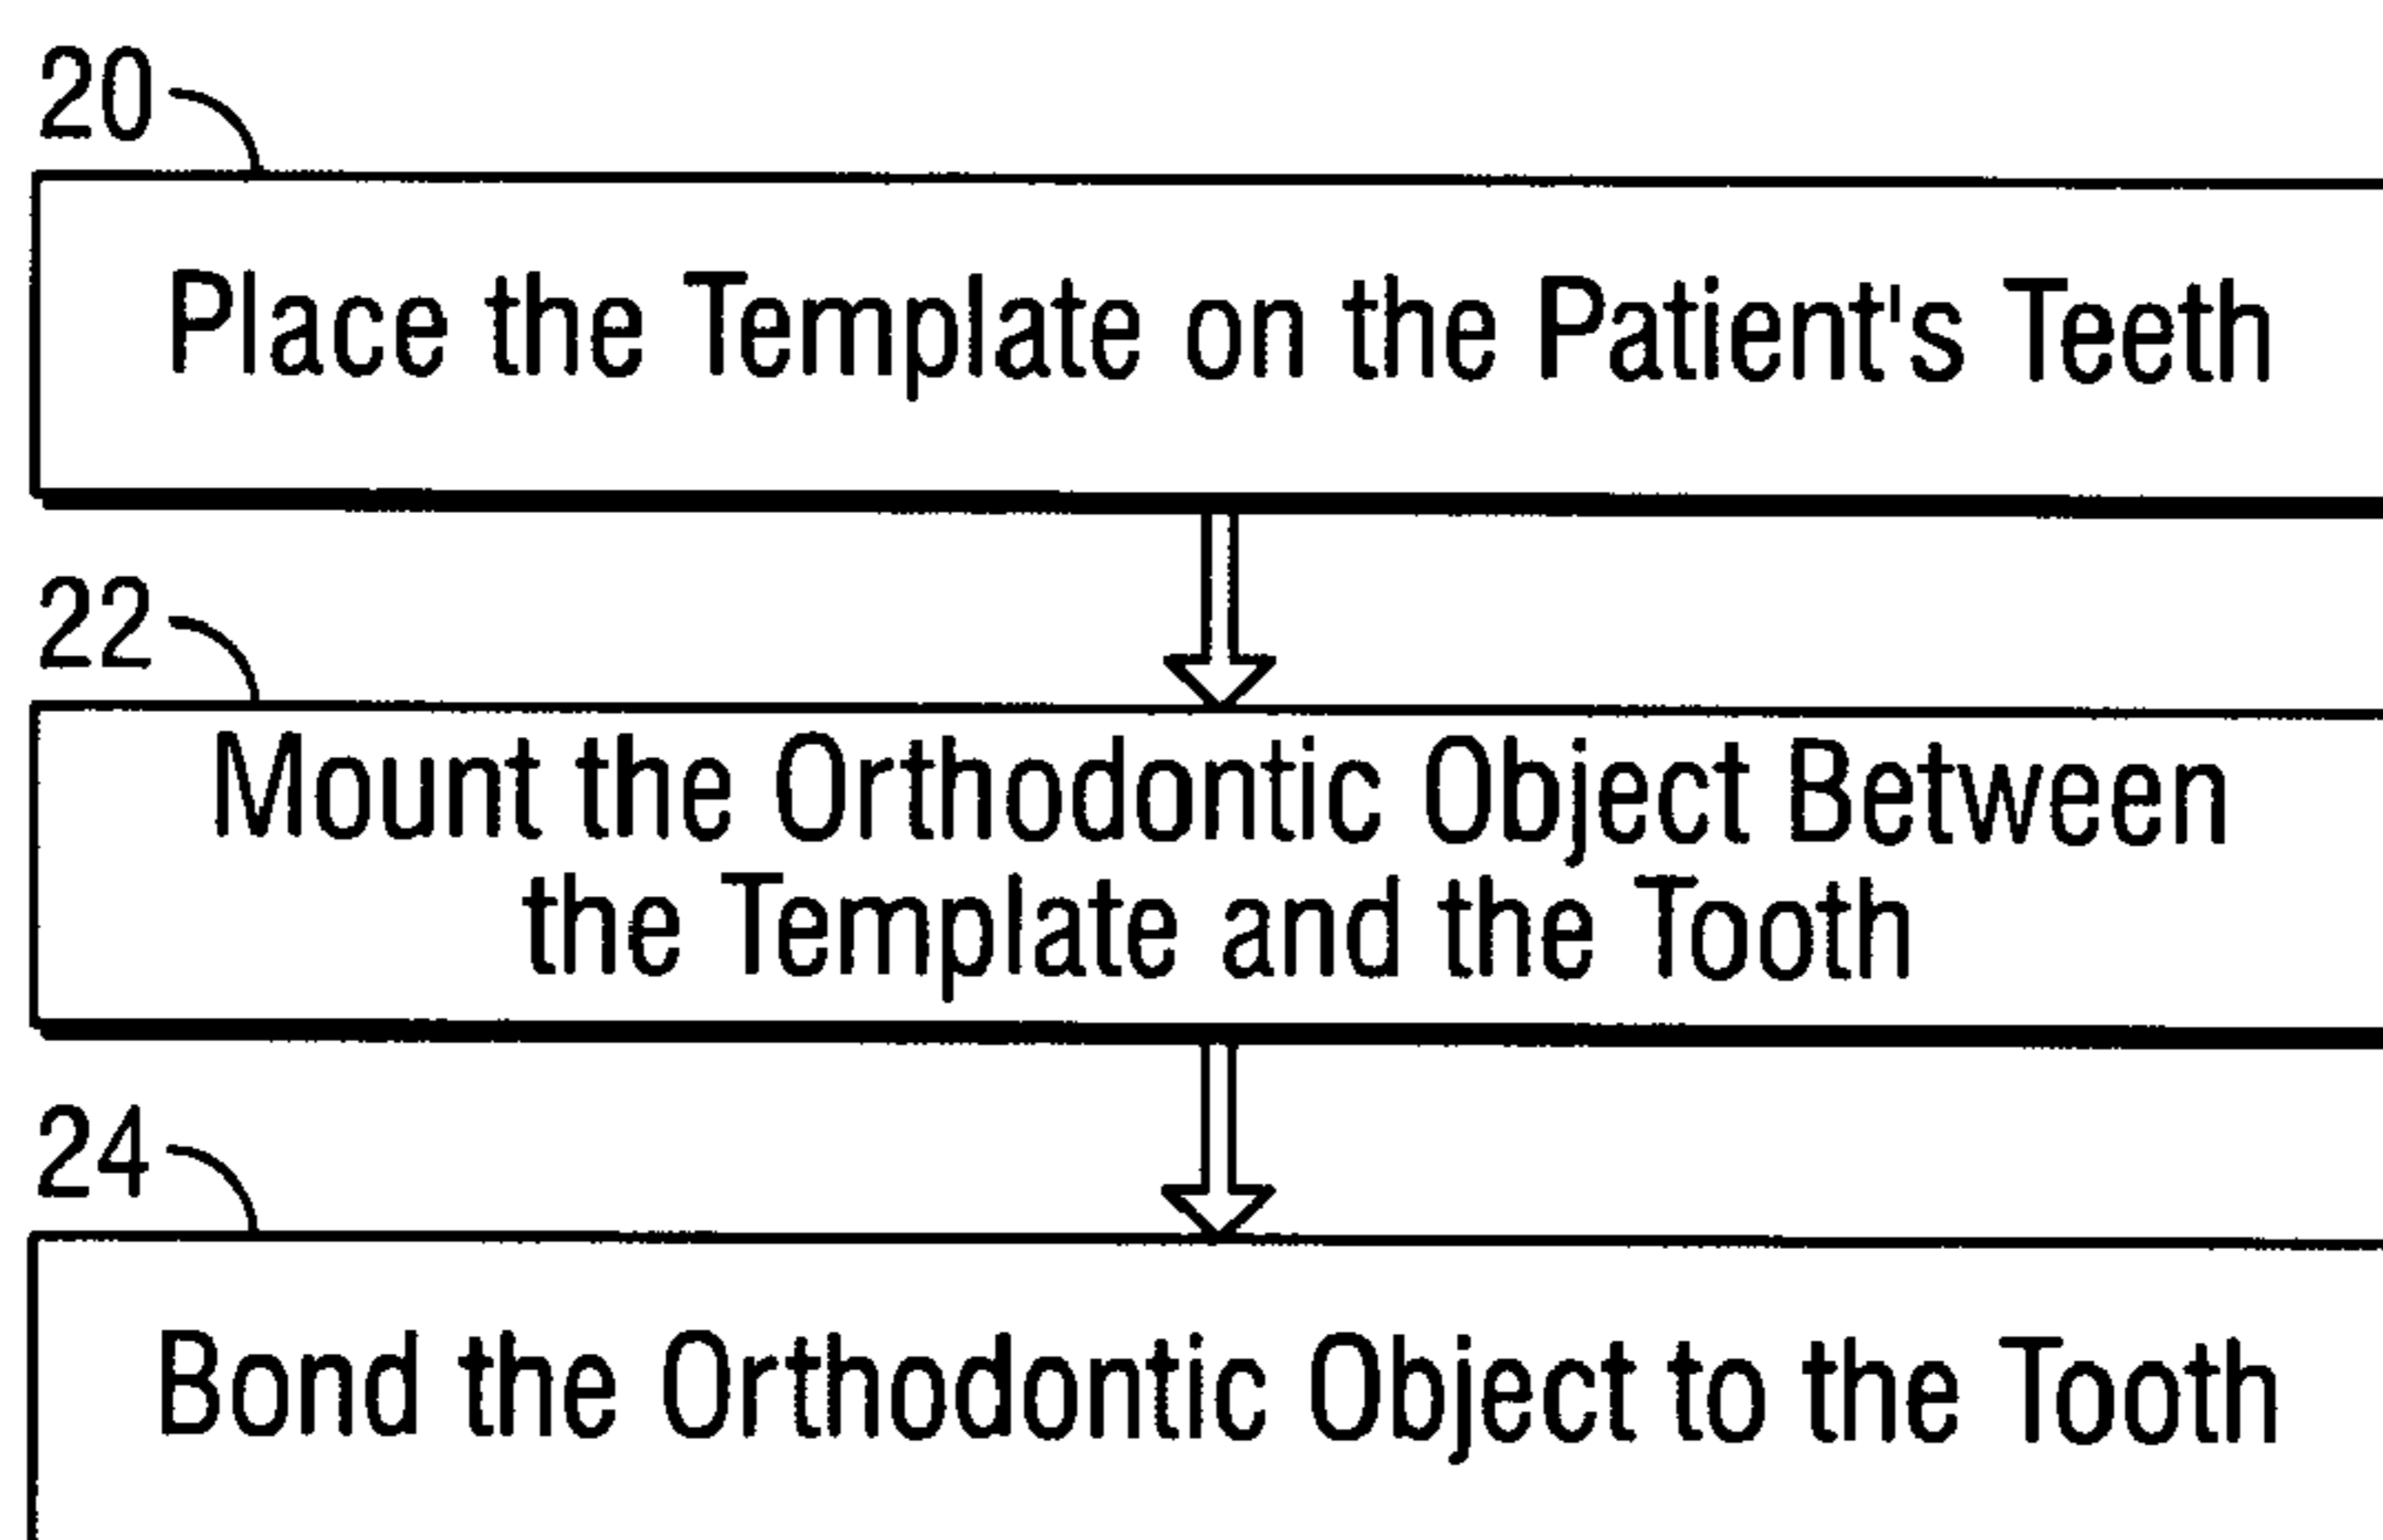 20
Place the Template on the Patient's Teeth
22
Mount the Orthodontic Object Between
the Template and the Tooth
24
Bond the Orthodontic Object to the Tooth